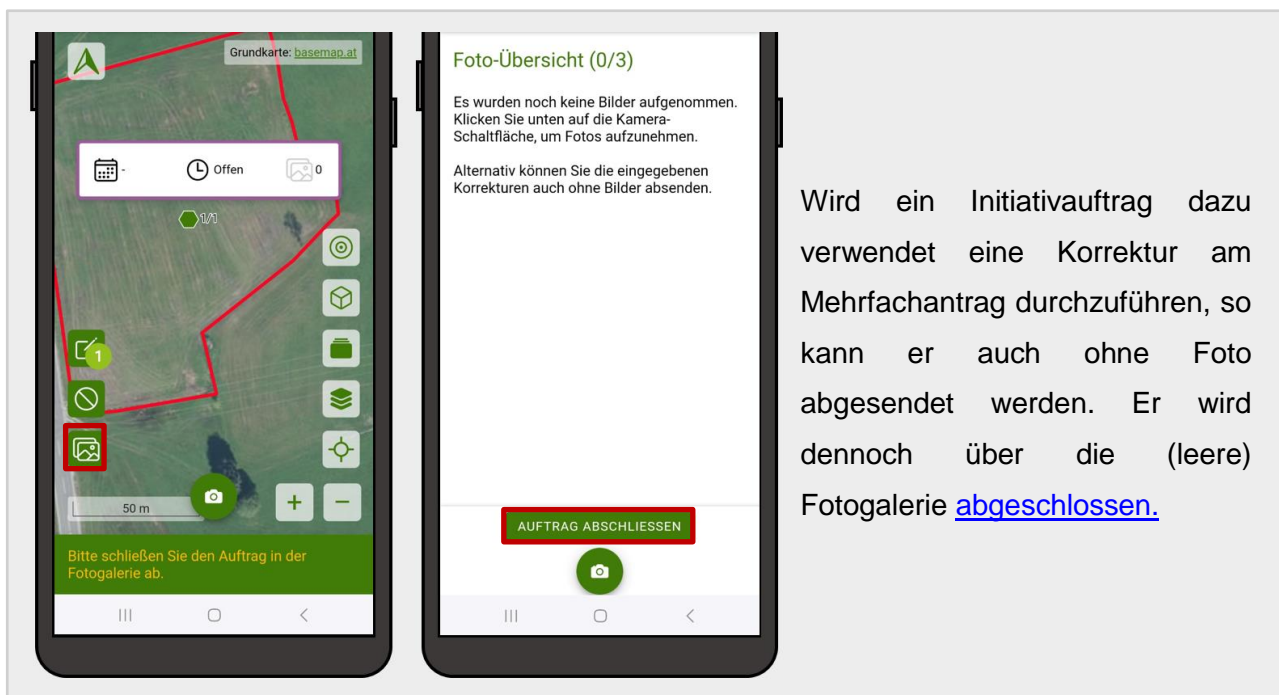 Grundkarte: basemap.at
-
Offen
0
1/1
1
50 m
+
−
Bitte schließen Sie den Auftrag in der
Fotogalerie ab.
Foto-Übersicht (0/3)
Es wurden noch keine Bilder aufgenommen.
Klicken Sie unten auf die Kamera-
Schaltfläche, um Fotos aufzunehmen.
Alternativ können Sie die eingegebenen
Korrekturen auch ohne Bilder absenden.
AUFTRAG ABSCHLIESSEN
Wird ein Initiativauftrag dazu
verwendet eine Korrektur am
Mehrfachantrag durchzuführen, so
kann er auch ohne Foto
abgesendet werden. Er wird
dennoch über die (leere)
Fotogalerie abgeschlossen.